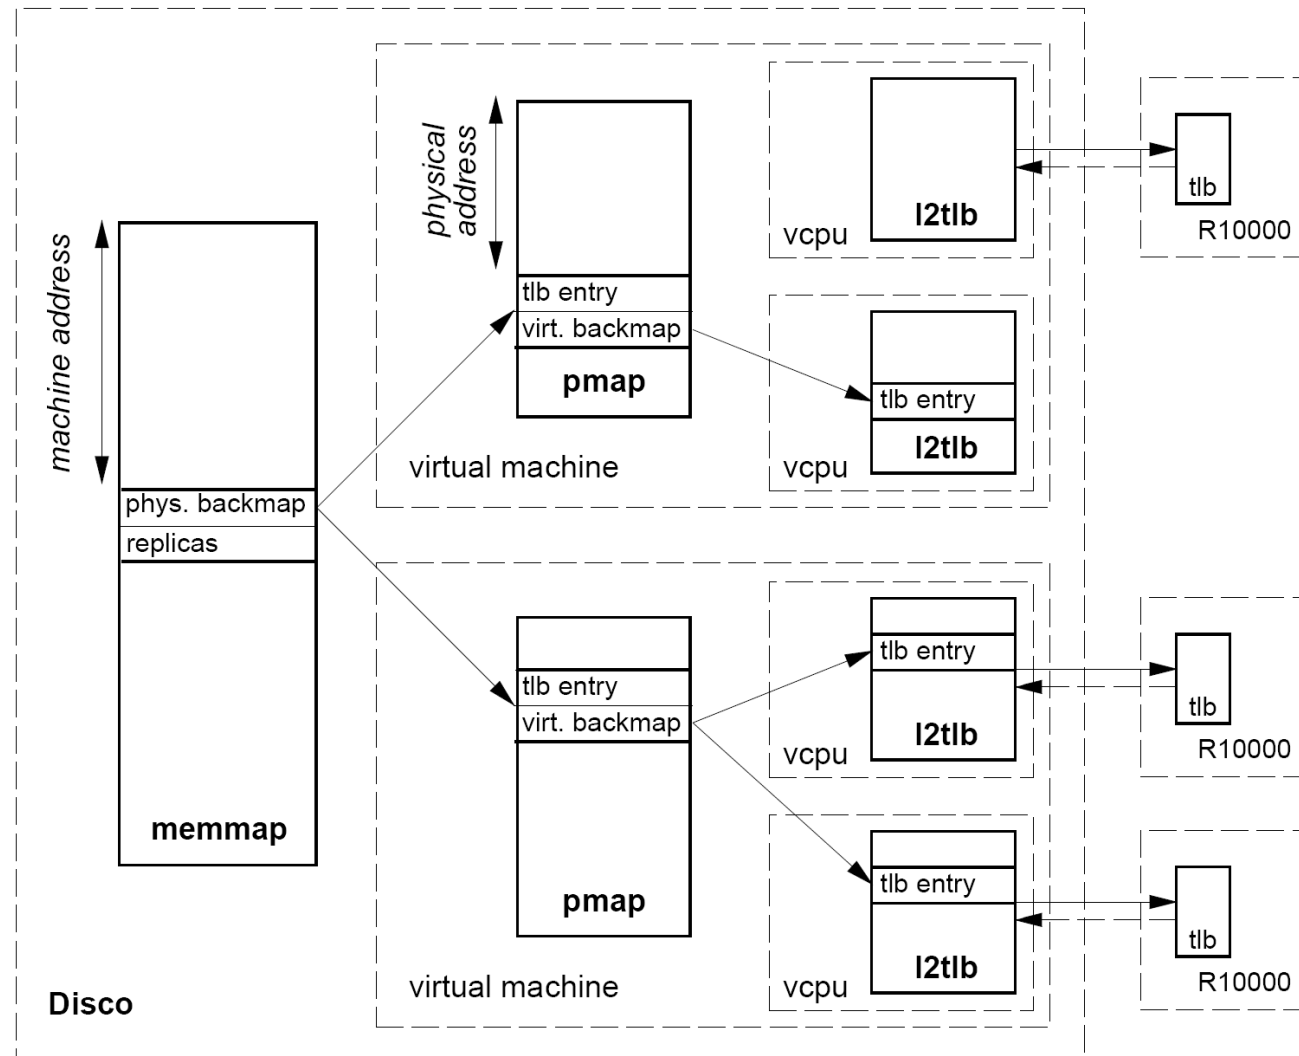 machine address
phys. backmap
replicas
memmap
Disco
physical
address
tlb entry
virt. backmap
pmap
virtual machine
l2tlb
vcpu
tlb entry
l2tlb
vcpu
tlb
R10000
tlb entry
virt. backmap
pmap
virtual machine
tlb entry
l2tlb
vcpu
tlb entry
l2tlb
vcpu
tlb
R10000
tlb
R10000